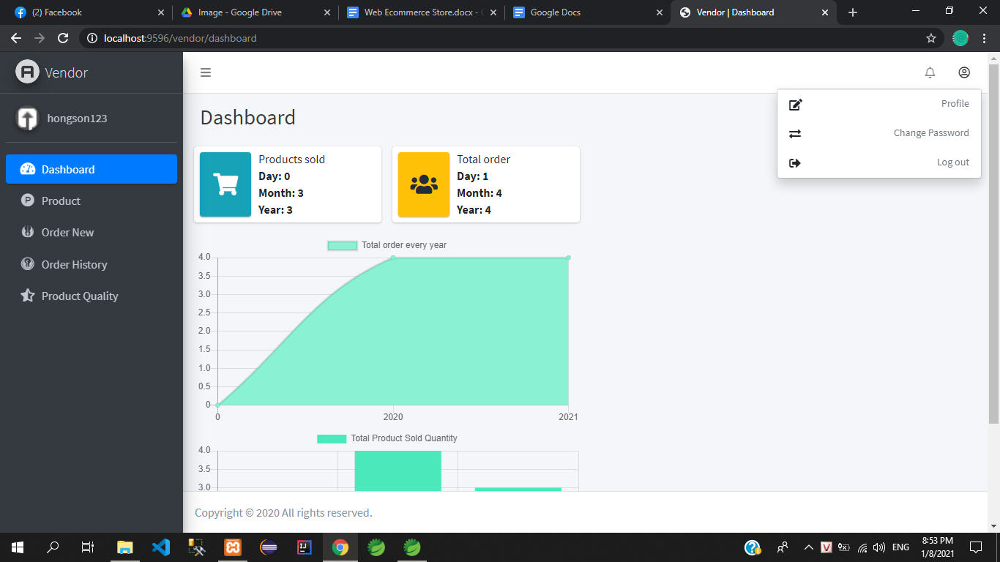 (2) Facebook
Image - Google Drive
Web Ecommerce Store.docx -
Google Docs
Vendor | Dashboard
localhost:9596/vendor/dashboard
Vendor
hongson123
Dashboard
Product
Order New
Order History
Product Quality
Profile
Change Password
Log out
Dashboard
Products sold
Day: 0
Month: 3
Year: 3
Total order
Day: 1
Month: 4
Year: 4
Total order every year
4.0
3.5
3.0
2.5
2.0
1.5
1.0
0.5
0
0 2020 2021
Total Product Sold Quantity
4.0
3.5
3.0
Copyright © 2020 All rights reserved.
ENG
8:53 PM
1/8/2021